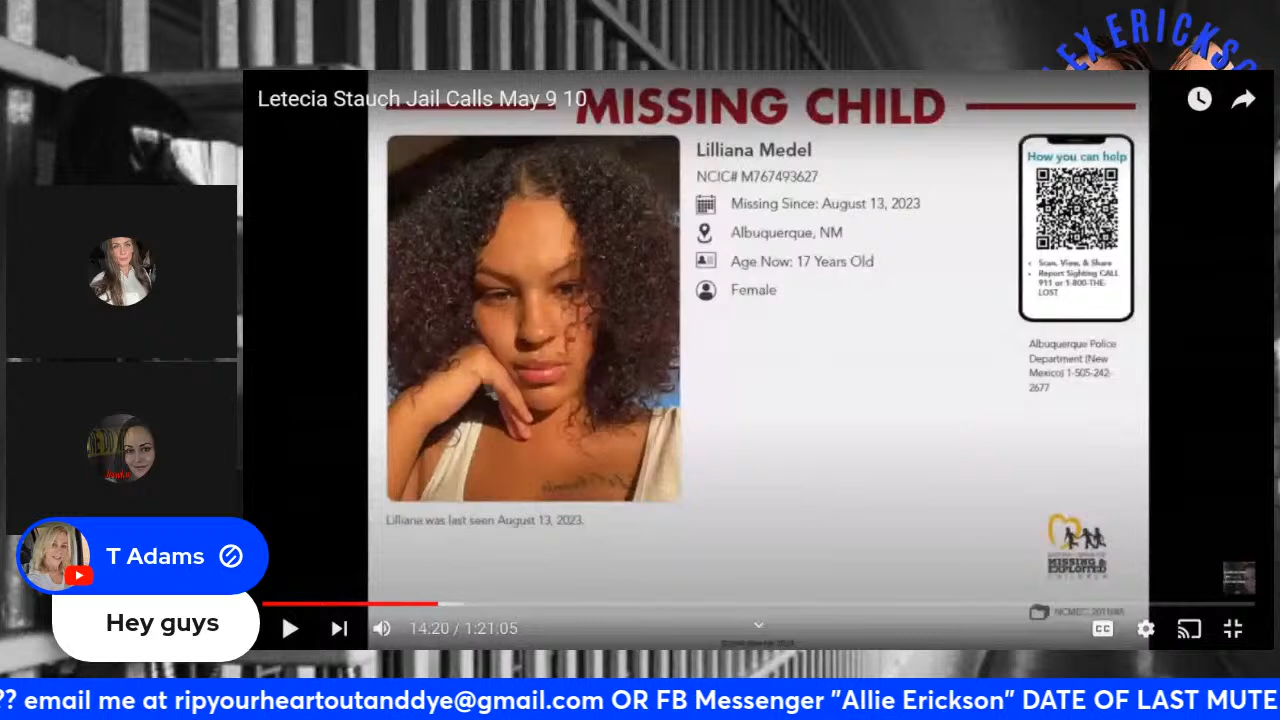 EX ERICKSO
Letecia Stauch Jail Calls May 9 10
MISSING CHILD
Lilliana Medel
NCIC# M767493627
Missing Since: August 13, 2023
Albuquerque, NM
Age Now: 17 Years Old
Female
How you can help
• Scan, View, & Share
• Report Sighting CALL
911 or 1-800-THE-
LOST
Albuquerque Police
Department (New
Mexico) 1-505-242-
2677
Lilliana was last seen August 13, 2023.
MISSING &
EXPLOITED
CHILDREN
T Adams
Hey guys
14:20 / 1:21:05
CC
?? email me at ripyourheartoutanddye@gmail.com OR FB Messenger "Allie Erickson" DATE OF LAST MUTE